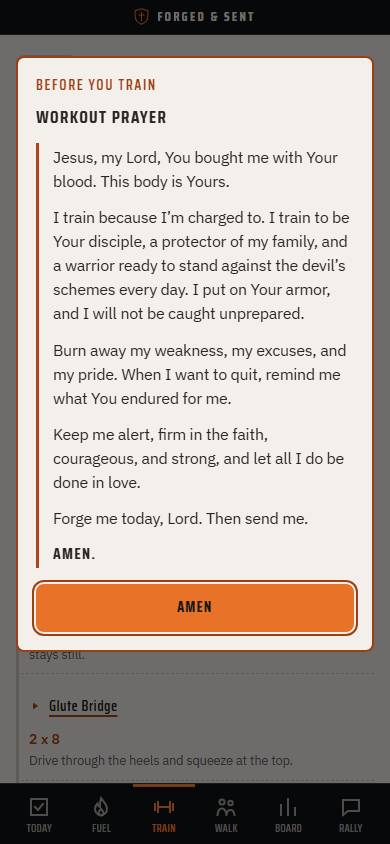 FORGED & SENT
BEFORE YOU TRAIN
WORKOUT PRAYER
Jesus, my Lord, You bought me with Your
blood. This body is Yours.
I train because I’m charged to. I train to be
Your disciple, a protector of my family, and
a warrior ready to stand against the devil’s
schemes every day. I put on Your armor,
and I will not be caught unprepared.
Burn away my weakness, my excuses, and
my pride. When I want to quit, remind me
what You endured for me.
Keep me alert, firm in the faith,
courageous, and strong, and let all I do be
done in love.
Forge me today, Lord. Then send me.
AMEN.
AMEN
stays still.
Glute Bridge
2 x 8
Drive through the heels and squeeze at the top.
TODAY
FUEL
TRAIN
WALK
BOARD
RALLY